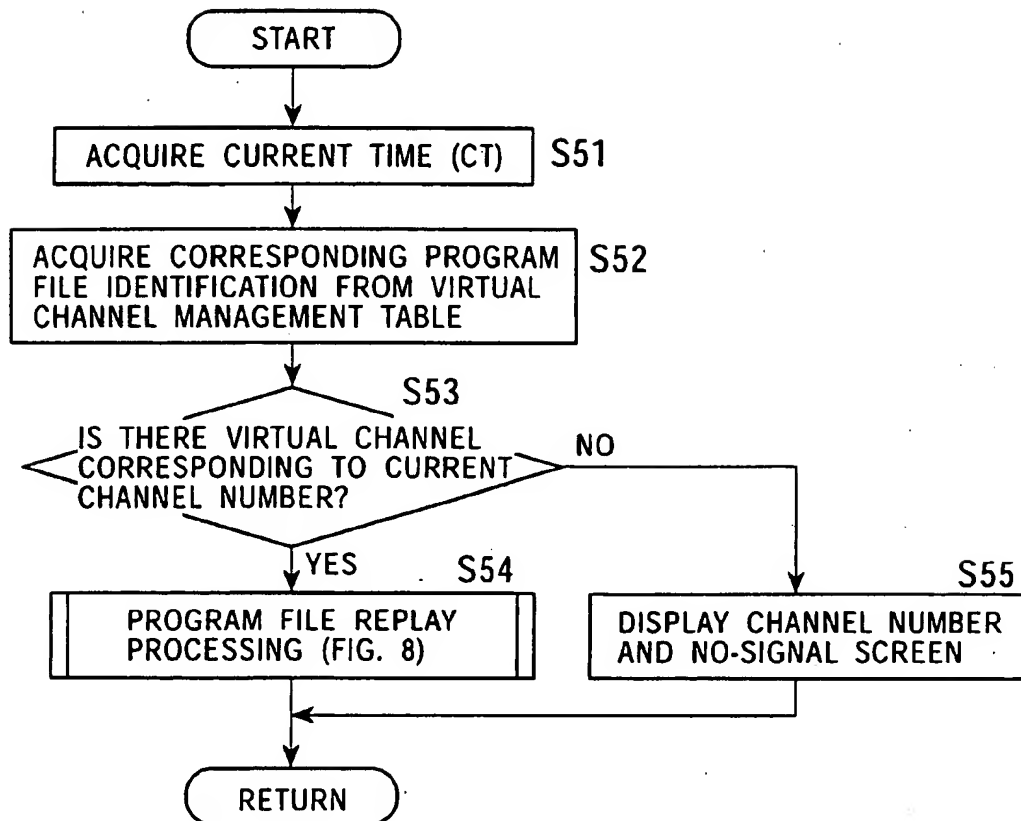 START
ACQUIRE CURRENT TIME (CT)
S51
ACQUIRE CORRESPONDING PROGRAM
FILE IDENTIFICATION FROM VIRTUAL
CHANNEL MANAGEMENT TABLE
S52
S53
IS THERE VIRTUAL CHANNEL
CORRESPONDING TO CURRENT
CHANNEL NUMBER?
NO
YES
S54
PROGRAM FILE REPLAY
PROCESSING (FIG. 8)
S55
DISPLAY CHANNEL NUMBER
AND NO-SIGNAL SCREEN
RETURN